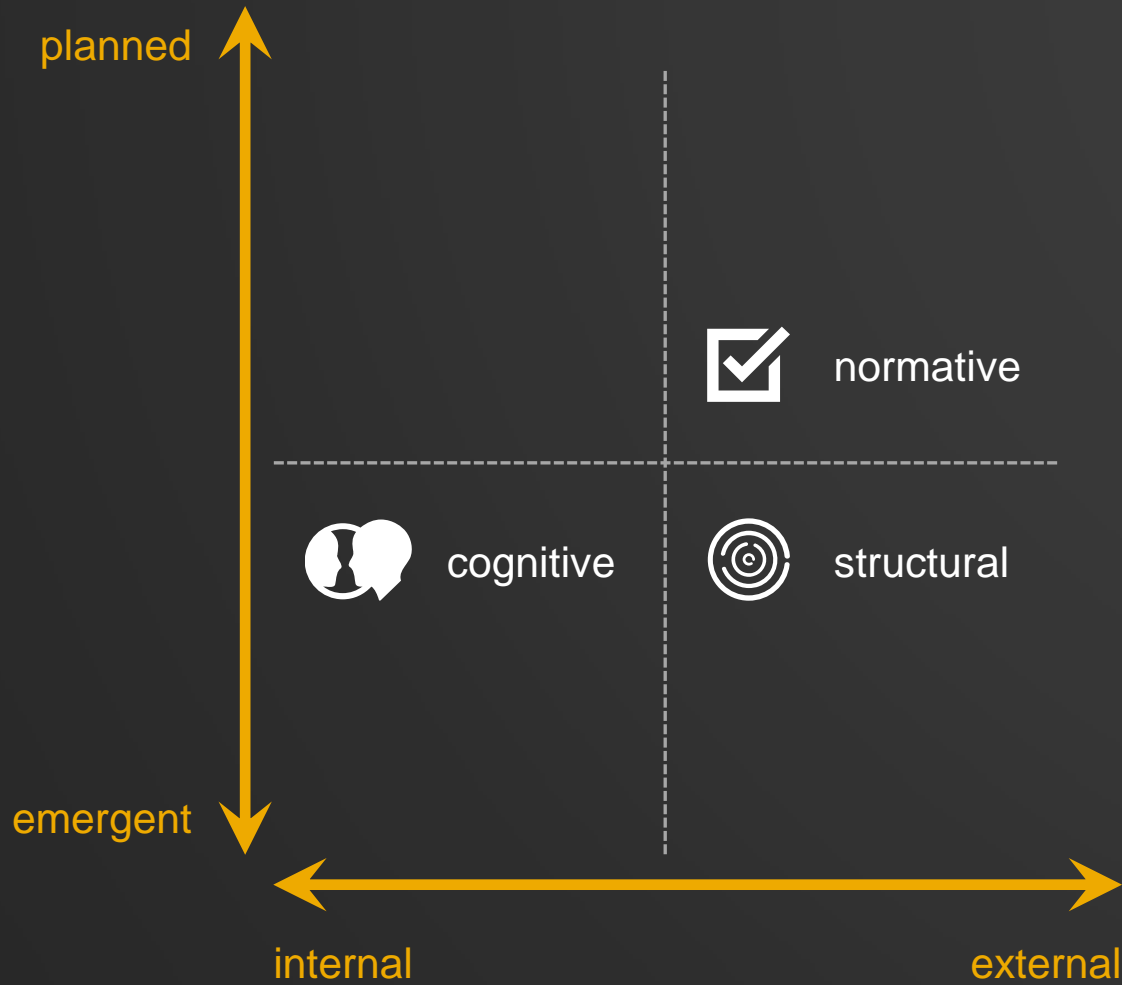 planned
normative
cognitive
structural
emergent
internal
external